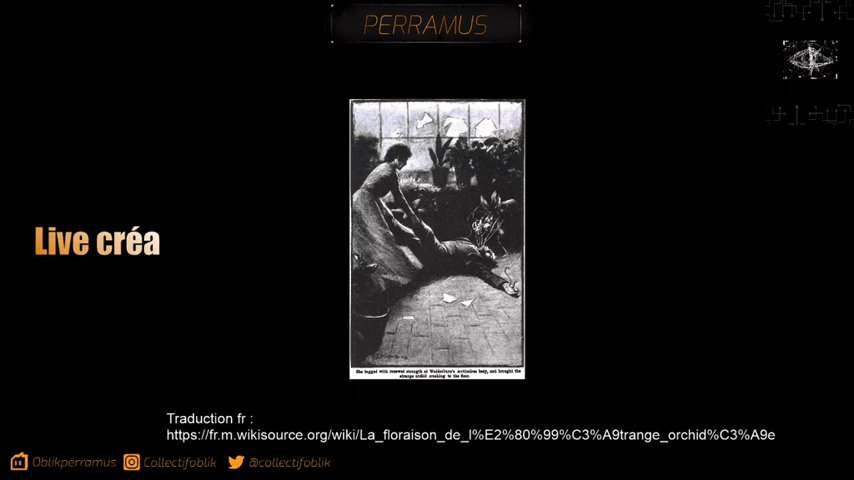 PERRAMUS
Live créa
She tugged with renewed strength at Wedderburn's motionless body, and brought the
strange orchid crashing to the floor.
Traduction fr :
https://fr.m.wikisource.org/wiki/La_floraison_de_l%E2%80%99%C3%A9trange_orchid%C3%A9e
Oblikperramus
Collectifoblik
@collectifoblik